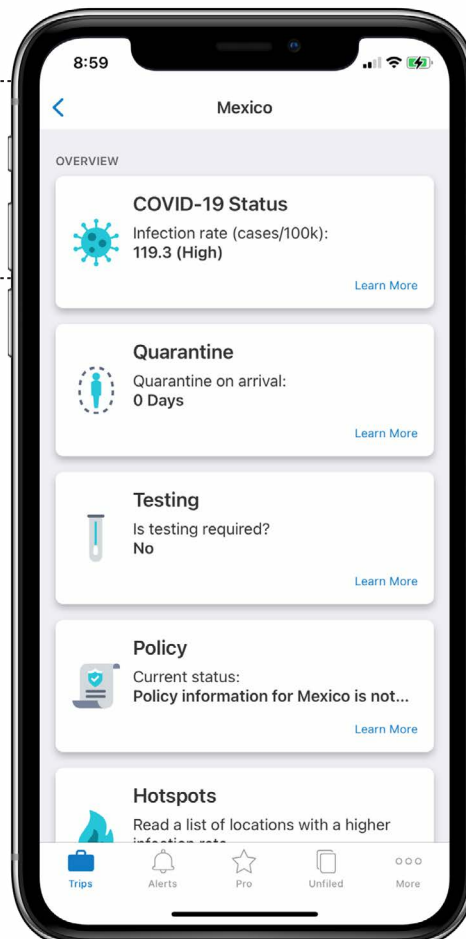 8:59
Mexico
OVERVIEW
COVID-19 Status
Infection rate (cases/100k):
119.3 (High)
Learn More
Quarantine
Quarantine on arrival:
0 Days
Learn More
Testing
Is testing required?
No
Learn More
Policy
Current status:
Policy information for Mexico is not...
Learn More
Hotspots
Read a list of locations with a higher
infection rate
Trips
Alerts
Pro
Unfiled
More